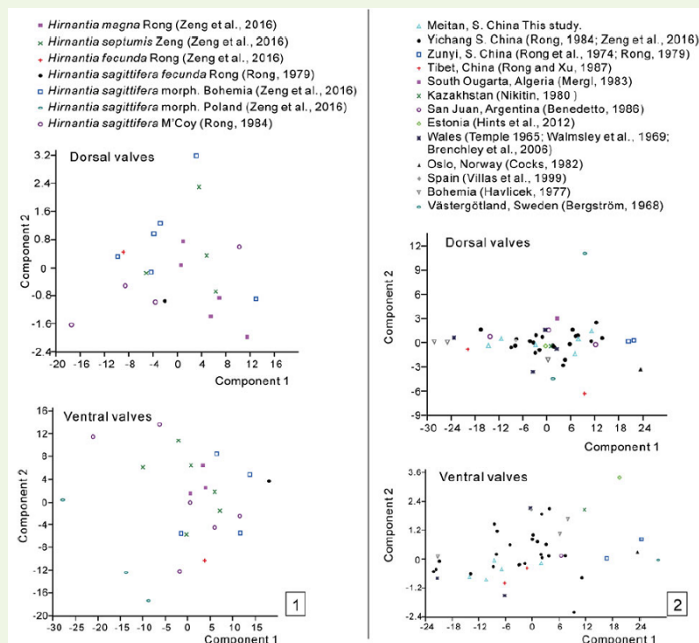 Hirnantia magna Rong (Zeng et al., 2016)
Hirnantia septumis Zeng (Zeng et al., 2016)
Hirnantia fecunda Rong (Zeng et al., 2016)
Hirnantia sagittifera fecunda Rong (Rong, 1979)
Hirnantia sagittifera morph. Bohemia (Zeng et al., 2016)
Hirnantia sagittifera morph. Poland (Zeng et al., 2016)
Hirnantia sagittifera M'Coy (Rong, 1984)
Dorsal valves
Component 2
3.2
2.4
1.6
0.8
0
-0.8
-1.6
-2.4
-20 -16 -12 -8 -4 0 4 8 12 16
Component 1
Ventral valves
Component 2
16
12
8
4
0
-4
-8
-12
-16
-20
-24 -18 -12 -6 0 6 12 18
Component 1
1
Meitan, S. China This study.
Yichang S. China (Rong, 1984; Zeng et al., 2016)
Zunyi, S. China (Rong et al., 1974; Rong, 1979)
Tibet, China (Rong and Xu, 1987)
South Ougarta, Algeria (Mergl, 1983)
Kazakhstan (Nikitin, 1980)
San Juan, Argentina (Benedetto, 1986)
Estonia (Hints et al., 2012)
Wales (Temple 1965; Walmsley et al., 1969;
Brenchley et al., 2006)
Oslo, Norway (Cocks, 1982)
Spain (Villas et al., 1999)
Bohemia (Havlicek, 1977)
Västergötland, Sweden (Bergström, 1968)
Dorsal valves
Component 2
12
9
6
3
0
-3
-6
-9
-30 -24 -18 -12 -6 0 6 12 18 24
Component 1
Ventral valves
Component 2
3.6
2.4
1.2
0.0
-1.2
-2.4
-24 -18 -12 -6 0 6 12 18 24 30
Component 1
2